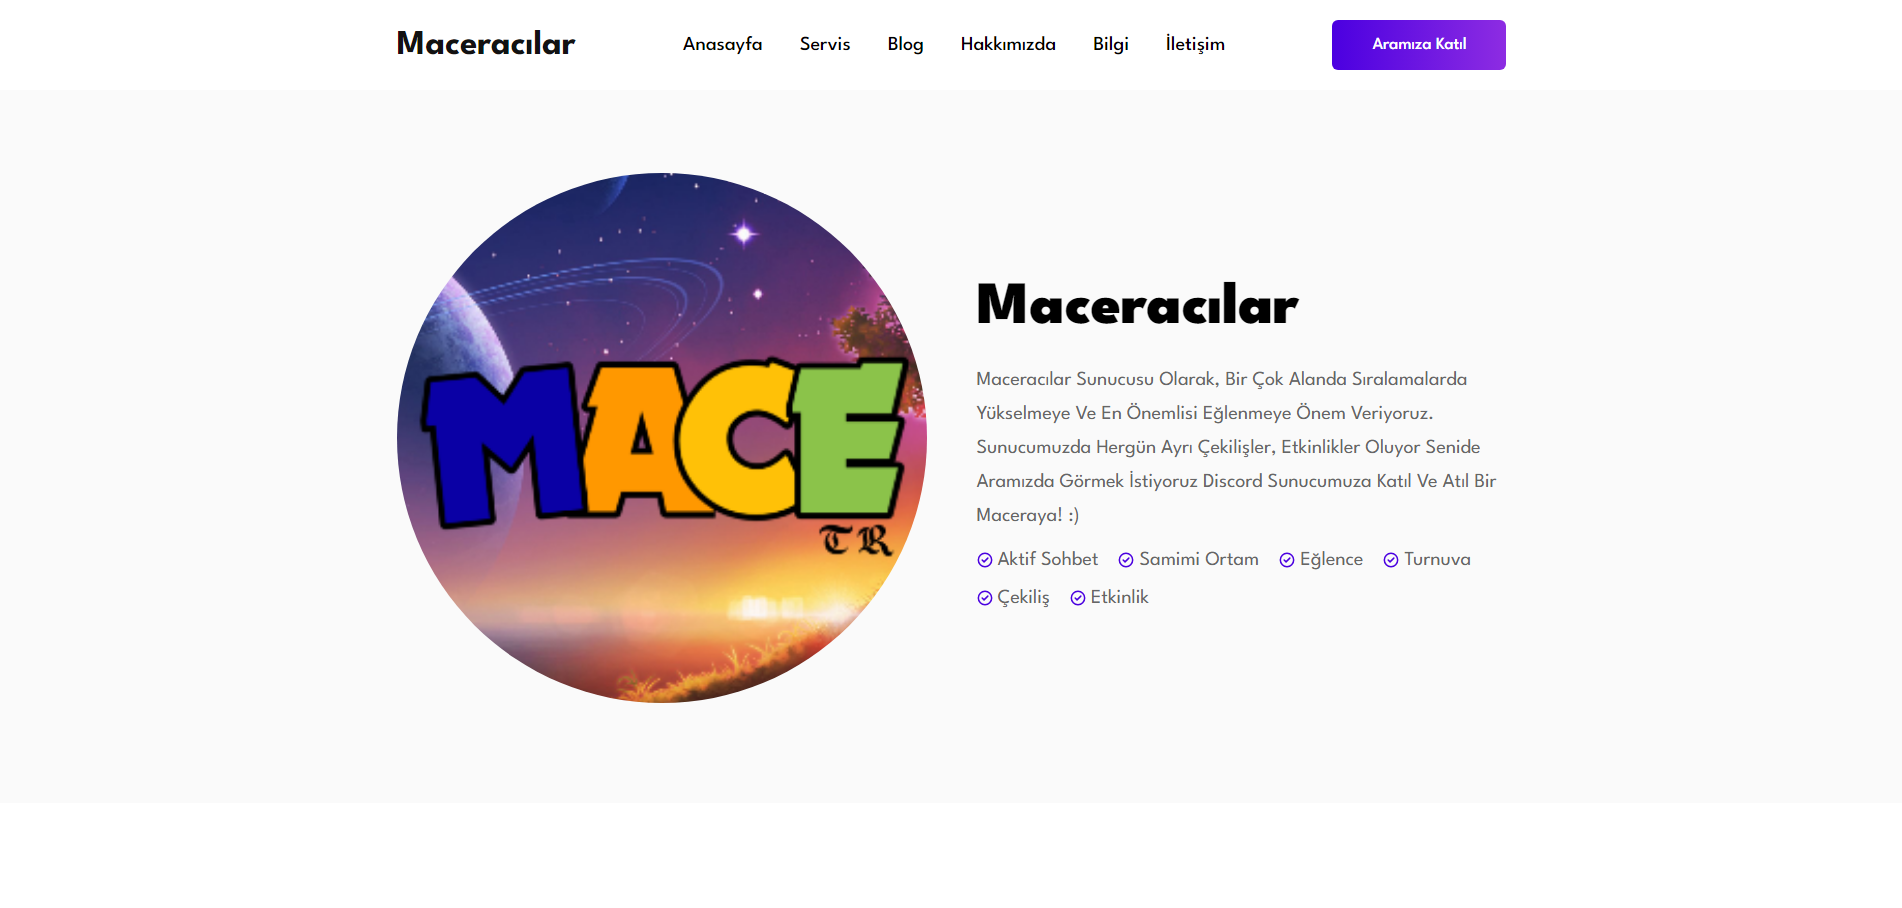 Maceracılar
Anasayfa
Servis
Blog
Hakkımızda
Bilgi
İletişim
Aramıza Katıl
MACE
TR
Maceracılar
Maceracılar Sunucusu Olarak, Bir Çok Alanda Sıralamalarda
Yükselmeye Ve En Önemlisi Eğlenmeye Önem Veriyoruz.
Sunucumuzda Hergün Ayrı Çekilişler, Etkinlikler Oluyor Senide
Aramızda Görmek İstiyoruz Discord Sunucumuza Katıl Ve Atıl Bir
Maceraya! :)
Aktif Sohbet
Samimi Ortam
Eğlence
Turnuva
Çekiliş
Etkinlik